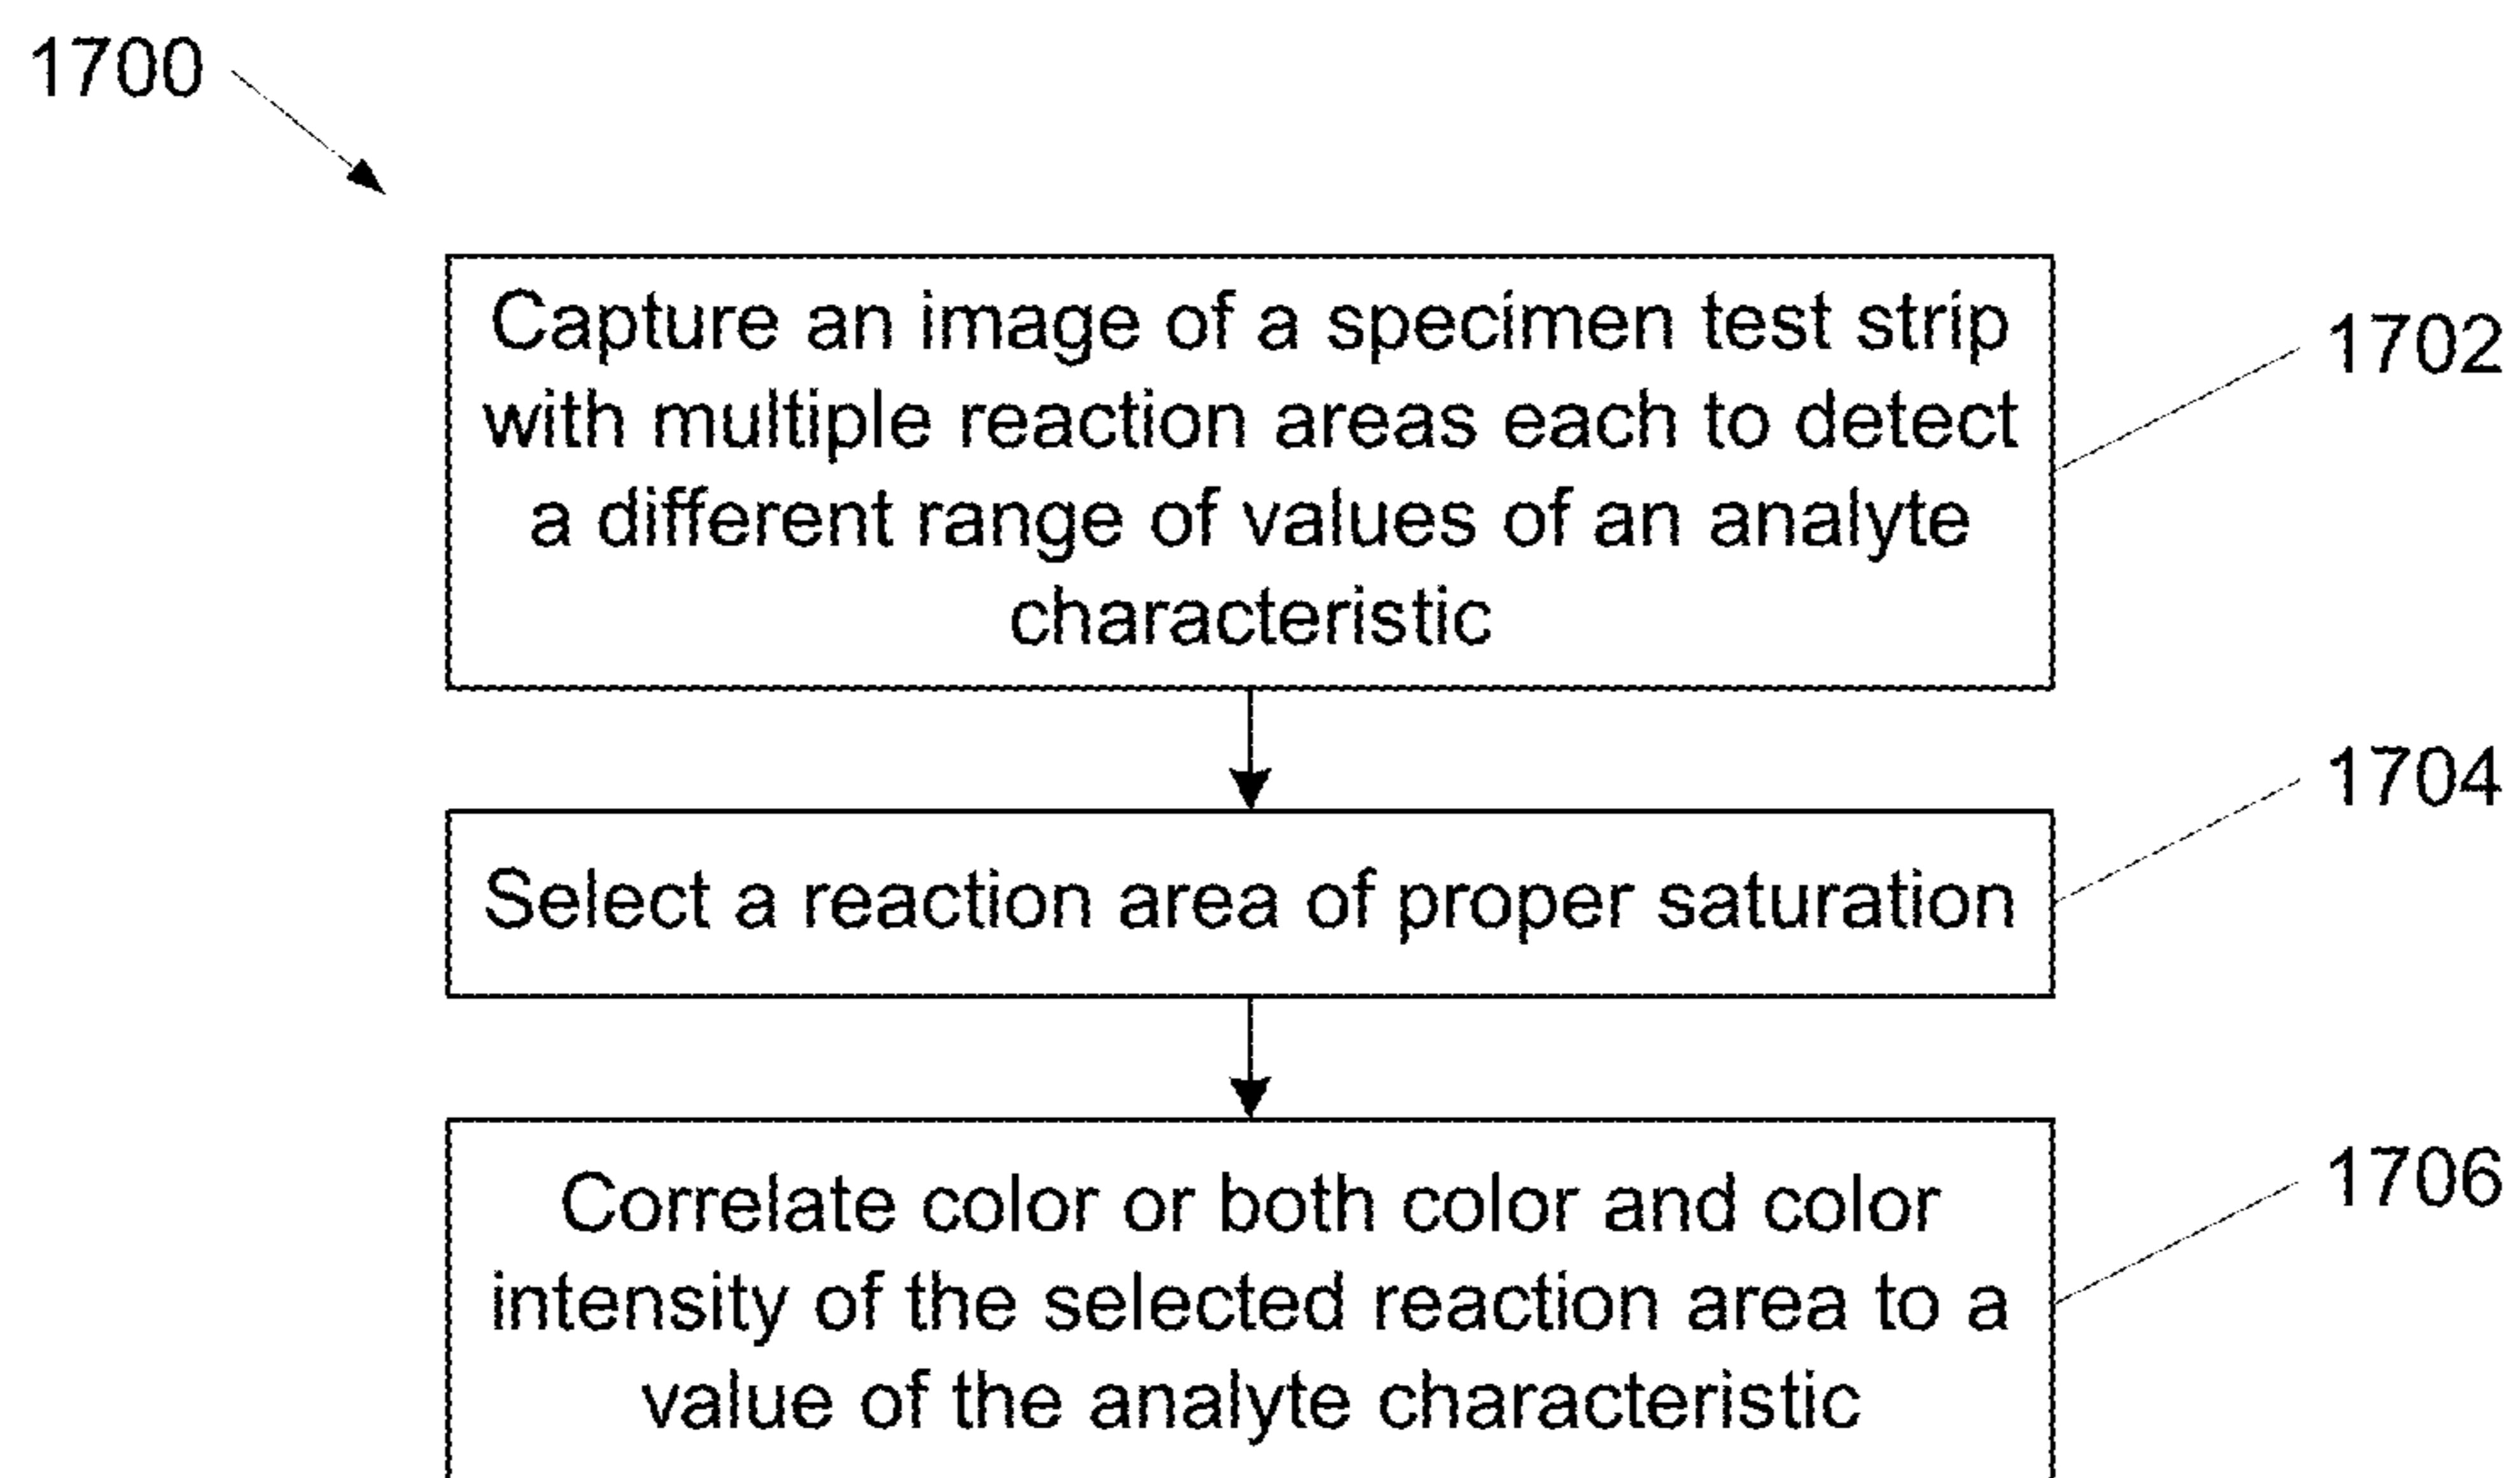 1700
Capture an image of a specimen test strip
with multiple reaction areas each to detect
a different range of values of an analyte
characteristic
1702
Select a reaction area of proper saturation
1704
Correlate color or both color and color
intensity of the selected reaction area to a
value of the analyte characteristic
1706